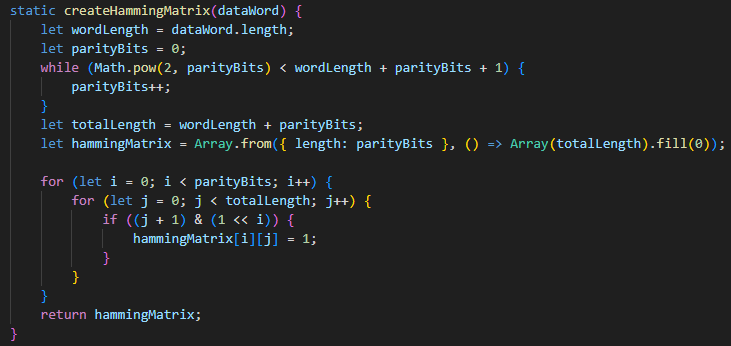 static createHammingMatrix(dataWord) {
    let wordLength = dataWord.length;
    let parityBits = 0;
    while (Math.pow(2, parityBits) < wordLength + parityBits + 1) {
        parityBits++;
    }
    let totalLength = wordLength + parityBits;
    let hammingMatrix = Array.from({ length: parityBits }, () => Array(totalLength).fill(0));

    for (let i = 0; i < parityBits; i++) {
        for (let j = 0; j < totalLength; j++) {
            if ((j + 1) & (1 << i)) {
                hammingMatrix[i][j] = 1;
            }
        }
    }
    return hammingMatrix;
}